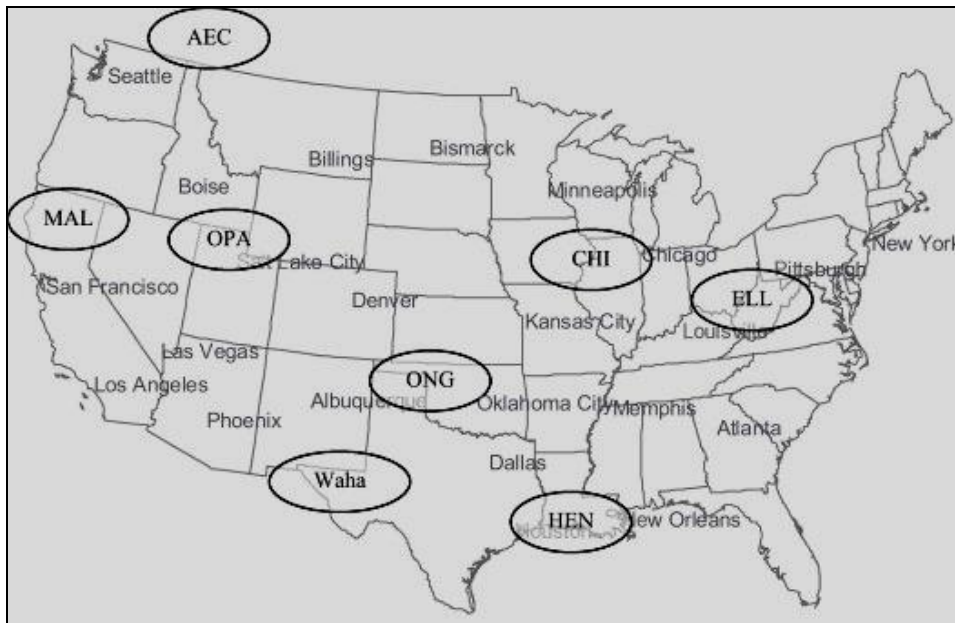 AEC
Seattle
Bismarck
Billings
Boise
Minneapolis
MAL
OPA
CHI
Chicago
New York
Salt Lake City
Pittsburgh
San Francisco
Denver
ELL
Kansas City
Louisville
Las Vegas
ONG
Los Angeles
Albuquerque
Oklahoma City
Memphis
Phoenix
Atlanta
Dallas
Waha
HEN
New Orleans
Houston